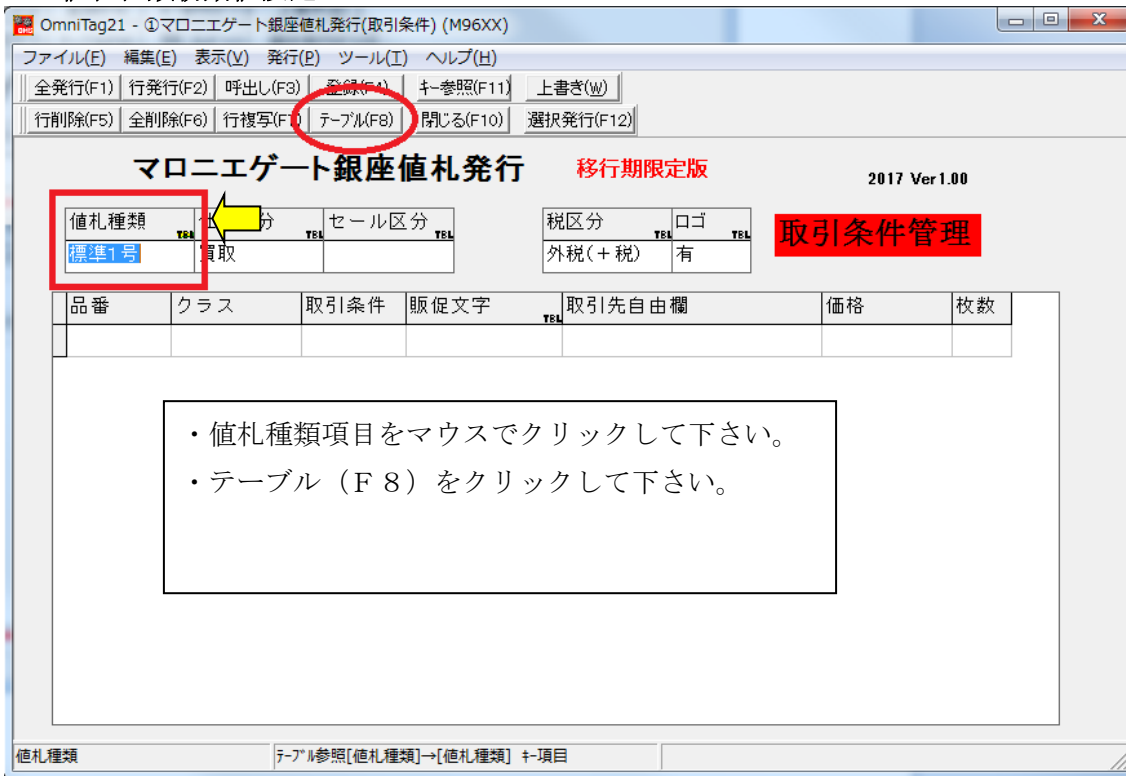 OmniTag21 - ①マロニエゲート銀座値札発行(取引条件) (M96XX)
ファイル(F) 編集(E) 表示(V) 発行(P) ツール(T) ヘルプ(H)
全発行(F1) 行発行(F2) 呼出し(F3) 登録(F4) キー参照(F11) 上書き(W)
行削除(F5) 全削除(F6) 行複写(F7) テーブル(F8) 閉じる(F10) 選択発行(F12)
マロニエゲート銀座値札発行 移行期限定版 2017 Ver1.00
値札種類 TBL 分 TBL セール区分 TBL 税区分 TBL ロゴ TBL 取引条件管理
標準1号 買取 外税(+税) 有
品番 クラス 取引条件 販促文字 TBL 取引先自由欄 価格 枚数
・値札種類項目をマウスでクリックして下さい。
・テーブル（Ｆ８）をクリックして下さい。
値札種類 テーブル参照[値札種類]→[値札種類] キー項目